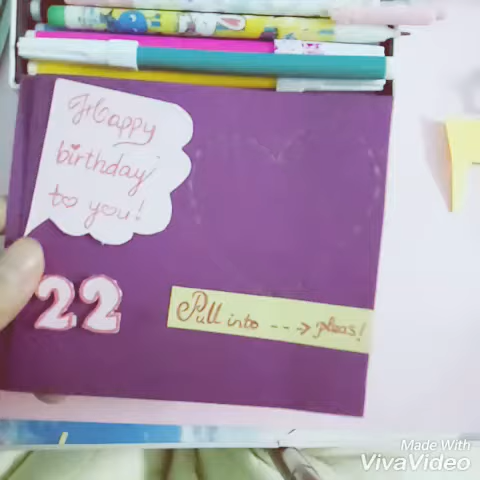 Happy
birthday
to you!
22
Pull into --→ pleas!
Made With
VivaVideo